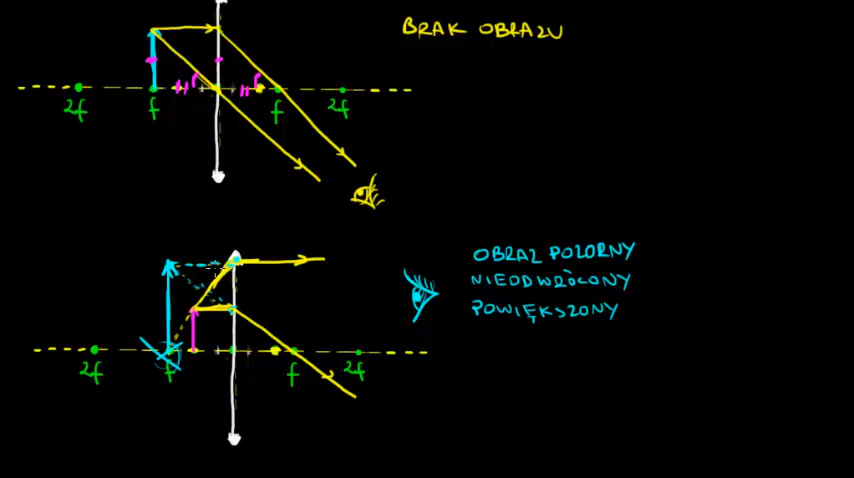 BRAK OBRAZU
2f f f 2f
OBRAZ POZORNY
NIEODWRÓCONY
POWIĘKSZONY
2f f f 2f